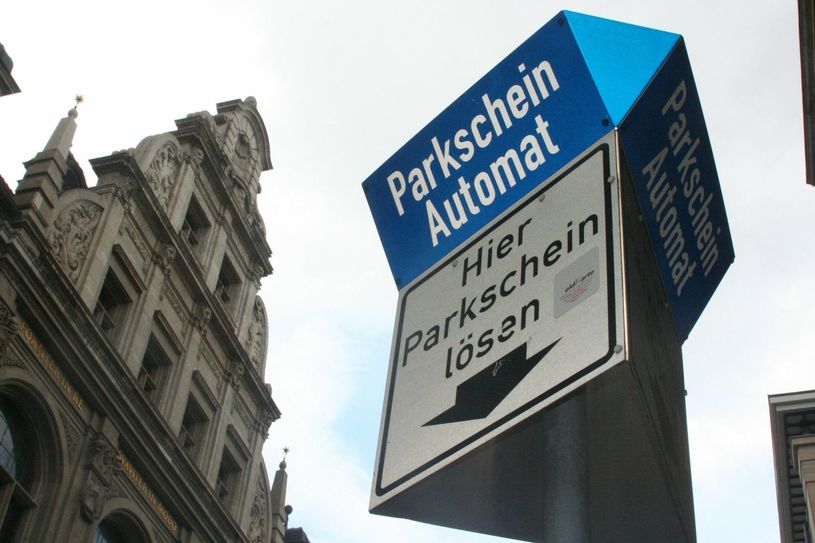 Parkschein
Automat
Hier
Parkschein
lösen
Parkschein
Automat